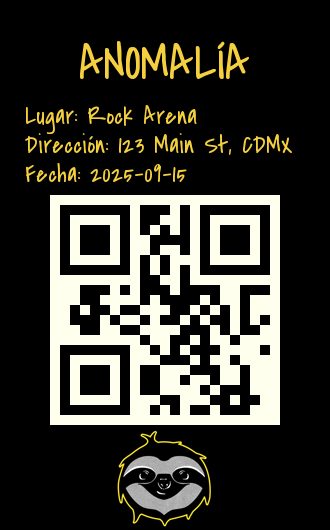 ANOMALÍA
Lugar: Rock Arena
Dirección: 123 Main St, CDMX
Fecha: 2025-09-15